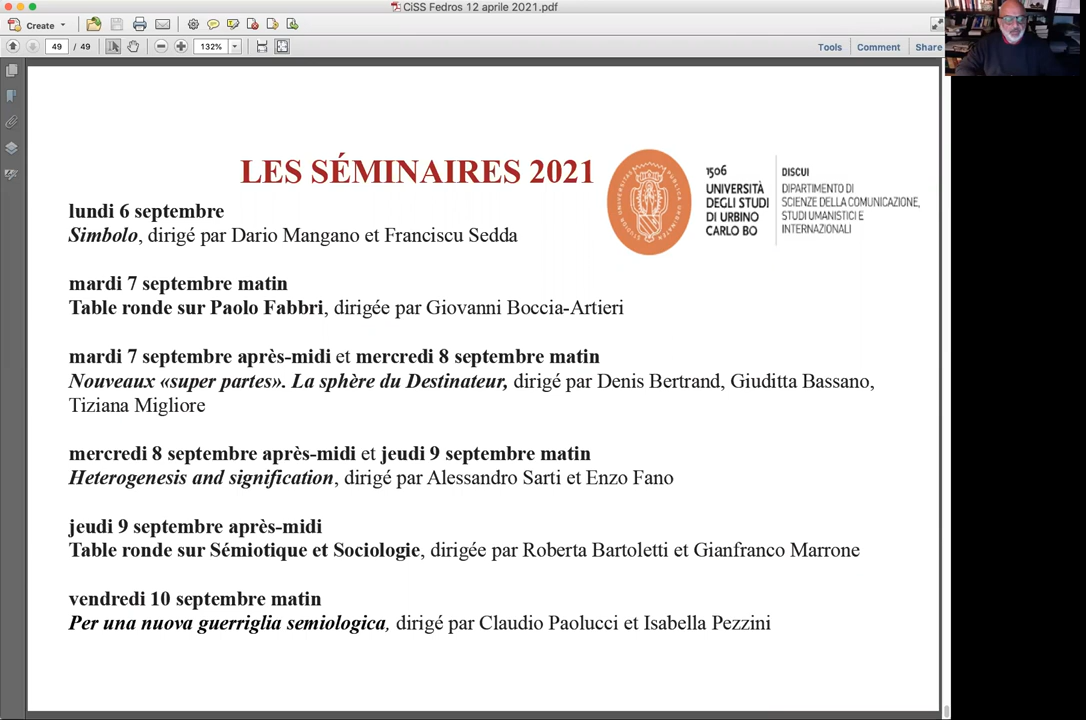 CiSS Fedros 12 aprile 2021.pdf
Create
49 / 49
132%
Tools Comment Share
LES SÉMINAIRES 2021
1506
UNIVERSITÀ
DEGLI STUDI
DI URBINO
CARLO BO
DISCUI
DIPARTIMENTO DI
SCIENZE DELLA COMUNICAZIONE,
STUDI UMANISTICI E
INTERNAZIONALI
lundi 6 septembre
Simbolo, dirigé par Dario Mangano et Franciscu Sedda
mardi 7 septembre matin
Table ronde sur Paolo Fabbri, dirigée par Giovanni Boccia-Artieri
mardi 7 septembre après-midi et mercredi 8 septembre matin
Nouveaux «super partes». La sphère du Destinateur, dirigé par Denis Bertrand, Giuditta Bassano,
Tiziana Migliore
mercredi 8 septembre après-midi et jeudi 9 septembre matin
Heterogenesis and signification, dirigé par Alessandro Sarti et Enzo Fano
jeudi 9 septembre après-midi
Table ronde sur Sémiotique et Sociologie, dirigée par Roberta Bartoletti et Gianfranco Marrone
vendredi 10 septembre matin
Per una nuova guerriglia semiologica, dirigé par Claudio Paolucci et Isabella Pezzini